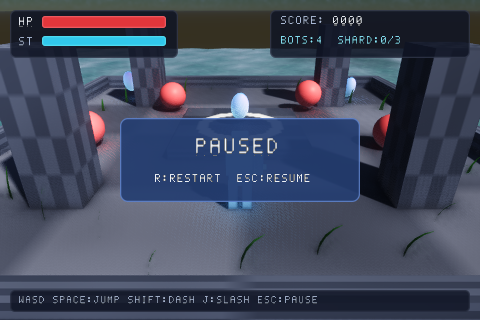 HP
ST
SCORE: 0000
BOTS:4 SHARD:0/3
PAUSED
R:RESTART ESC:RESUME
WASD SPACE:JUMP SHIFT:DASH J:SLASH ESC:PAUSE